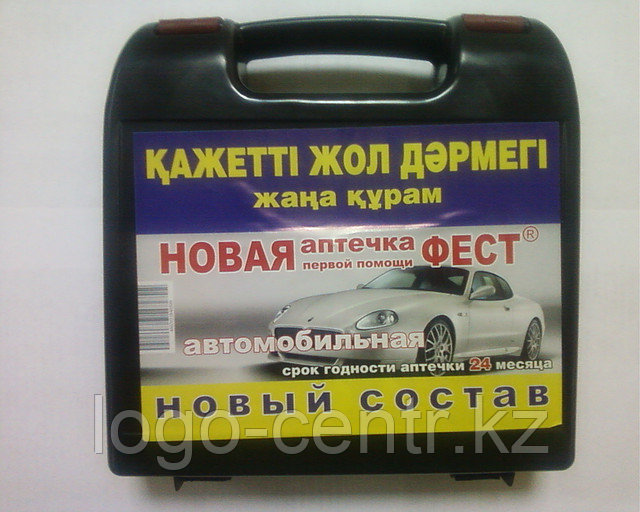 ҚАЖЕТТІ ЖОЛ ДӘРМЕГІ
жаңа құрам
НОВАЯ аптечка первой помощи ФЕСТ®
автомобильная
срок годности аптечки 24 месяца
НОВЫЙ СОСТАВ
logo-centr.kz